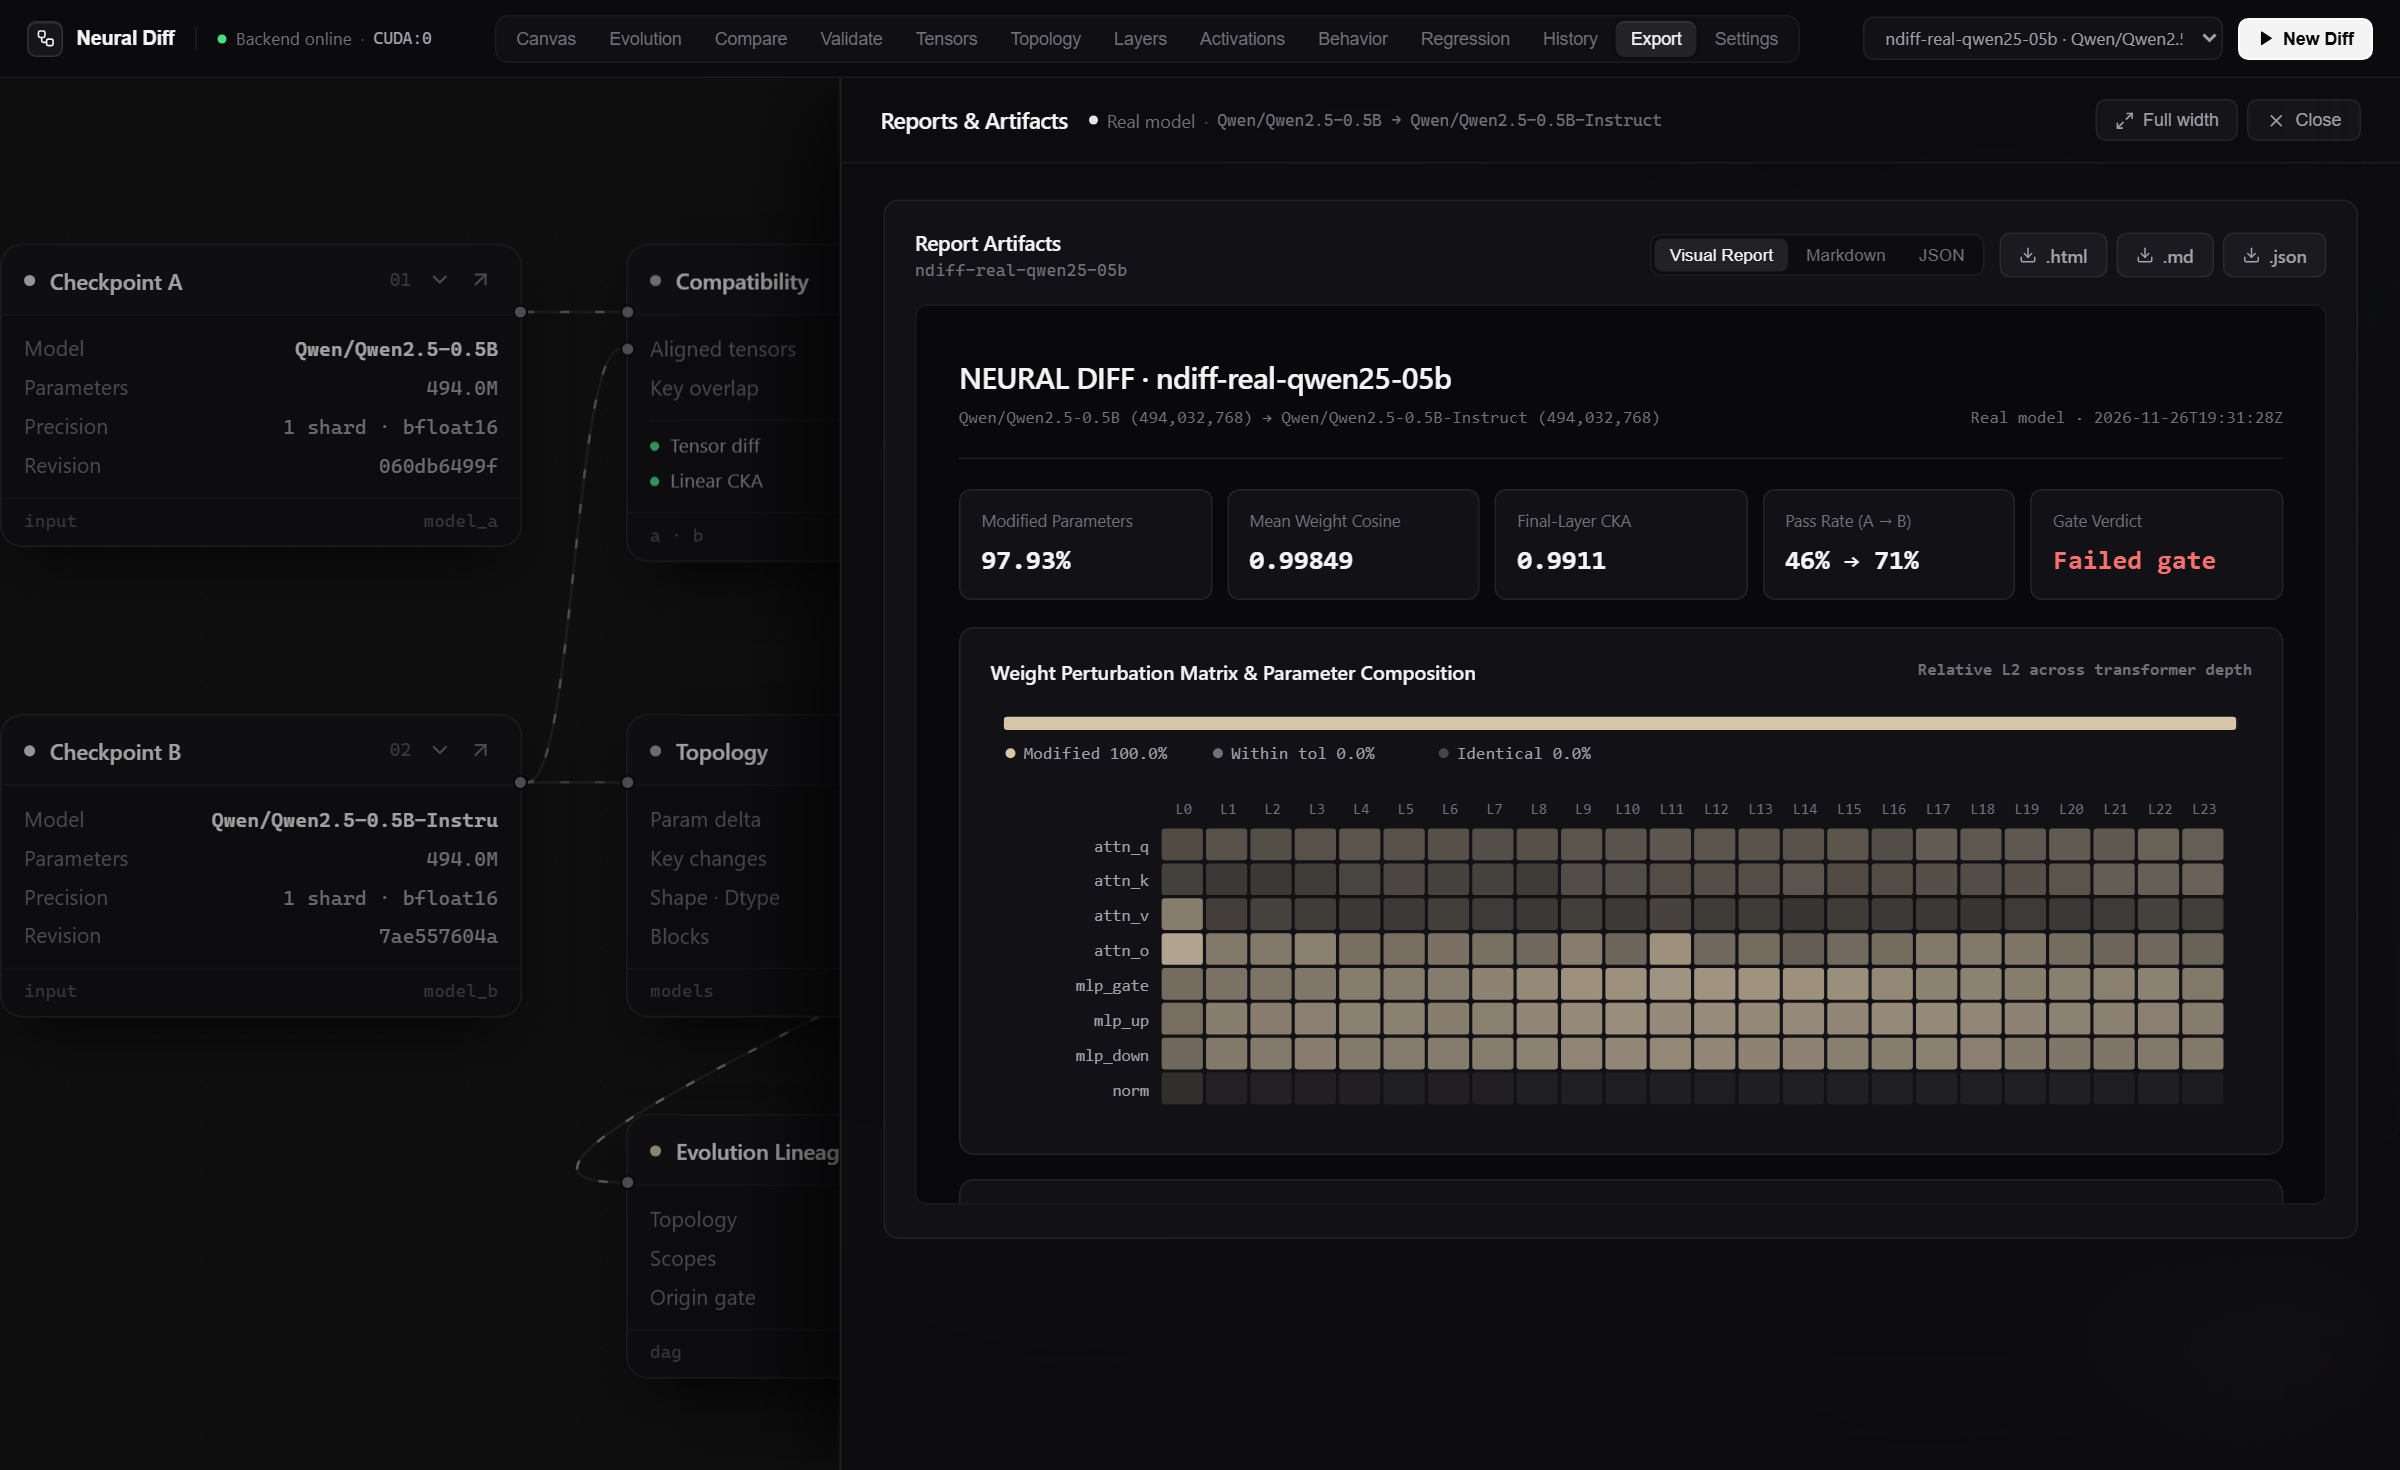 Neural Diff
Backend online · CUDA:0
Canvas Evolution Compare Validate Tensors Topology Layers Activations Behavior Regression History Export Settings
ndiff-real-qwen25-05b · Qwen/Qwen2.
New Diff
Reports & Artifacts Real model · Qwen/Qwen2.5-0.5B → Qwen/Qwen2.5-0.5B-Instruct
Full width
Close
Checkpoint A 01
Model Qwen/Qwen2.5-0.5B
Parameters 494.0M
Precision 1 shard · bfloat16
Revision 060db6499f
input model_a
Compatibility
Aligned tensors
Key overlap
Tensor diff
Linear CKA
a · b
Checkpoint B 02
Model Qwen/Qwen2.5-0.5B-Instru
Parameters 494.0M
Precision 1 shard · bfloat16
Revision 7ae557604a
input model_b
Topology
Param delta
Key changes
Shape · Dtype
Blocks
models
Evolution Lineag
Topology
Scopes
Origin gate
dag
Report Artifacts
ndiff-real-qwen25-05b
Visual Report Markdown JSON
.html .md .json
NEURAL DIFF · ndiff-real-qwen25-05b
Qwen/Qwen2.5-0.5B (494,032,768) → Qwen/Qwen2.5-0.5B-Instruct (494,032,768)
Real model · 2026-11-26T19:31:28Z
Modified Parameters
97.93%
Mean Weight Cosine
0.99849
Final-Layer CKA
0.9911
Pass Rate (A → B)
46% → 71%
Gate Verdict
Failed gate
Weight Perturbation Matrix & Parameter Composition
Relative L2 across transformer depth
Modified 100.0% Within tol 0.0% Identical 0.0%
L0 L1 L2 L3 L4 L5 L6 L7 L8 L9 L10 L11 L12 L13 L14 L15 L16 L17 L18 L19 L20 L21 L22 L23
attn_q
attn_k
attn_v
attn_o
mlp_gate
mlp_up
mlp_down
norm